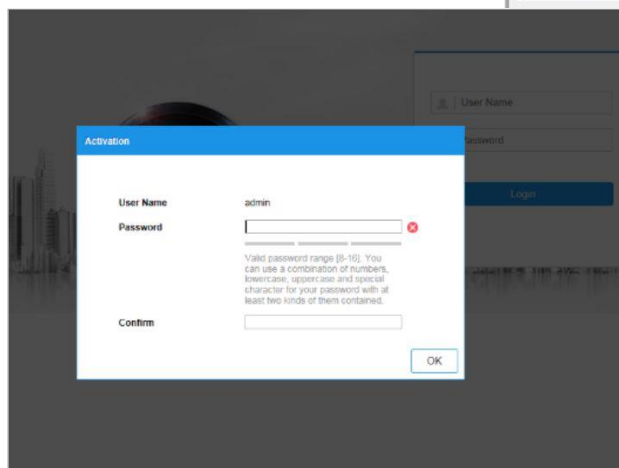 User Name
Password
Login
Activation
User Name admin
Password
Valid password range [8-16]. You
can use a combination of numbers,
lowercase, uppercase and special
character for your password with at
least two kinds of them contained.
Confirm
OK